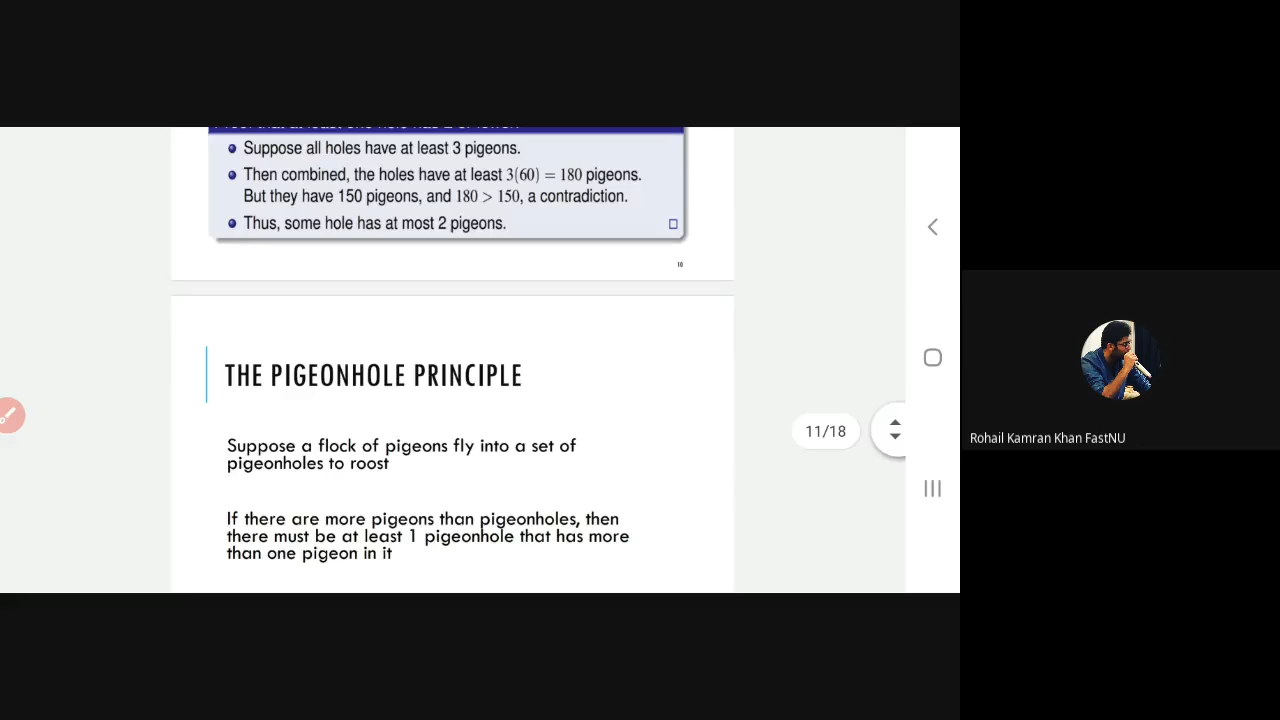 Suppose all holes have at least 3 pigeons.
Then combined, the holes have at least 3(60) = 180 pigeons.
But they have 150 pigeons, and 180 > 150, a contradiction.
Thus, some hole has at most 2 pigeons.
18
THE PIGEONHOLE PRINCIPLE
Suppose a flock of pigeons fly into a set of
pigeonholes to roost
If there are more pigeons than pigeonholes, then
there must be at least 1 pigeonhole that has more
than one pigeon in it
11/18
Rohail Kamran Khan FastNU